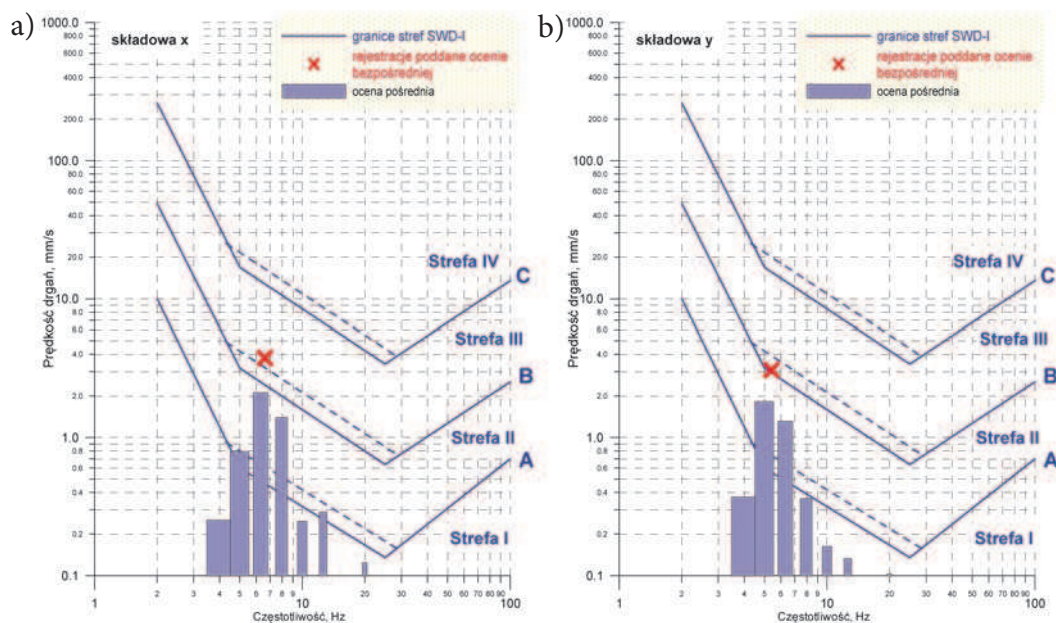 a)
składowa x
granice stref SWD-I
rejestracje poddane ocenie
bezpośredniej
ocena pośrednia
Prędkość drgań, mm/s
1000.0
800.0
600.0
400.0
200.0
100.0
80.0
60.0
40.0
20.0
10.0
8.0
6.0
4.0
2.0
1.0
0.8
0.6
0.4
0.2
0.1
Strefa IV
C
Strefa III
B
Strefa II
A
Strefa I
1 2 3 4 5 6 7 8 9 10 20 30 40 50 60 70 80 90 100
Częstotliwość, Hz
b)
składowa y
granice stref SWD-I
rejestracje poddane ocenie
bezpośredniej
ocena pośrednia
Prędkość drgań, mm/s
1000.0
800.0
600.0
400.0
200.0
100.0
80.0
60.0
40.0
20.0
10.0
8.0
6.0
4.0
2.0
1.0
0.8
0.6
0.4
0.2
0.1
Strefa IV
C
Strefa III
B
Strefa II
A
Strefa I
1 2 3 4 5 6 7 8 9 10 20 30 40 50 60 70 80 90 100
Częstotliwość, Hz